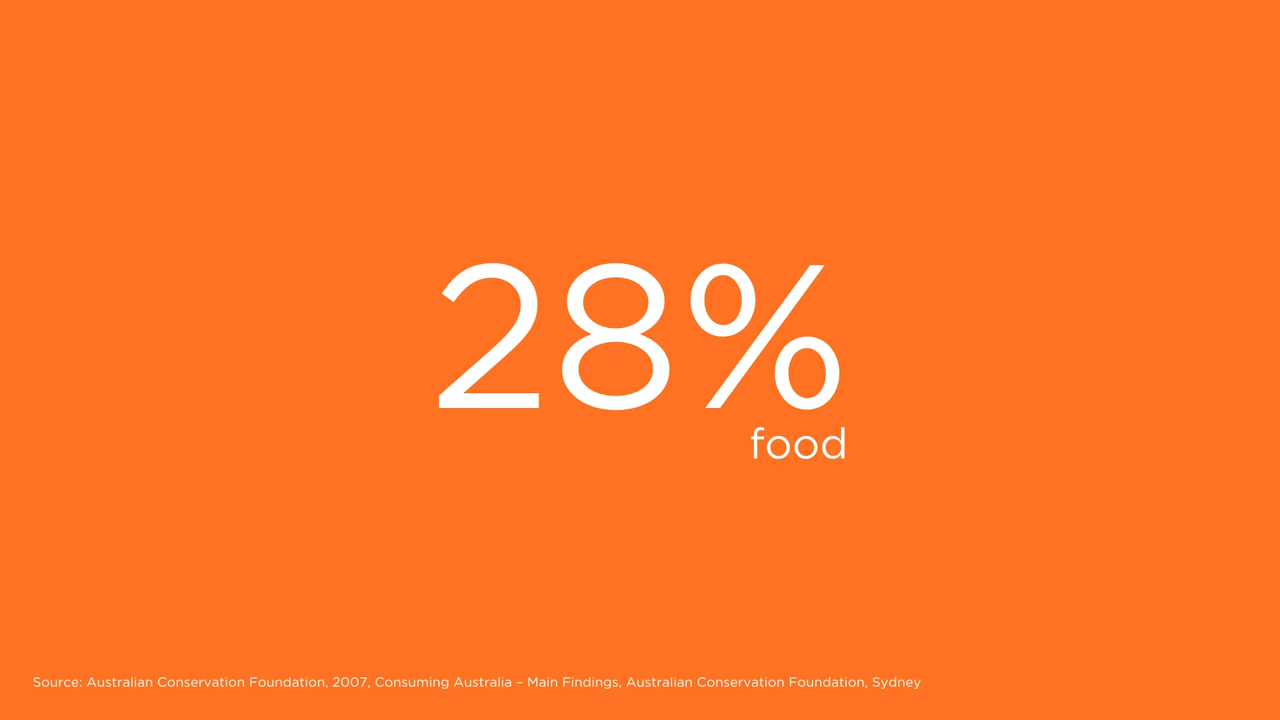 28%
food
Source: Australian Conservation Foundation, 2007, Consuming Australia – Main Findings, Australian Conservation Foundation, Sydney